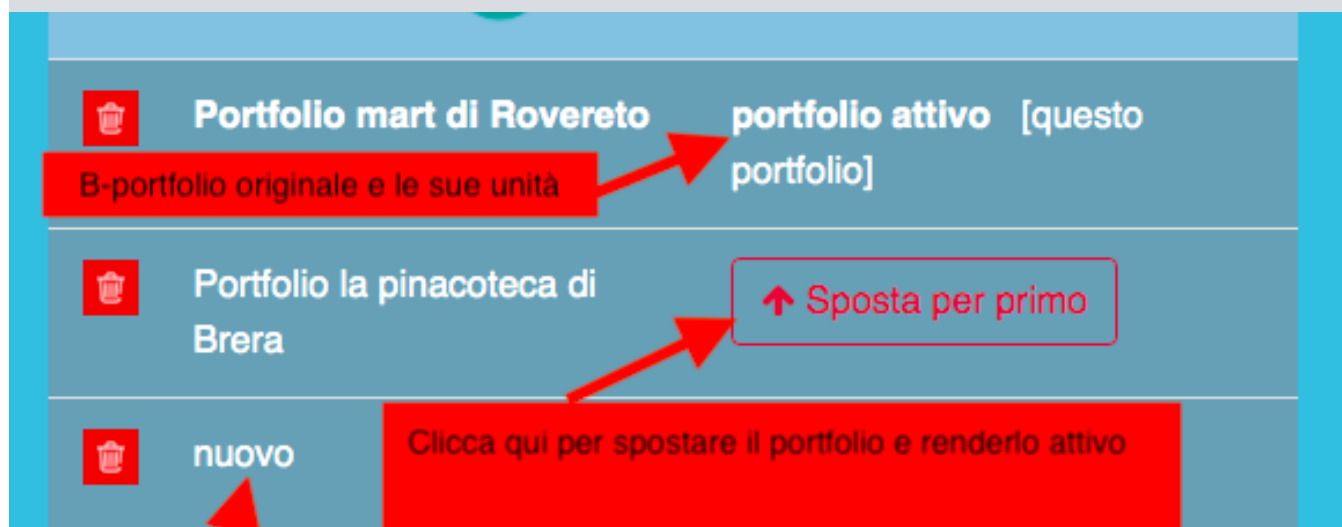 Portfolio mart di Rovereto
portfolio attivo [questo
portfolio]
B-portfolio originale e le sue unità
Portfolio la pinacoteca di
Brera
Sposta per primo
nuovo
Clicca qui per spostare il portfolio e renderlo attivo